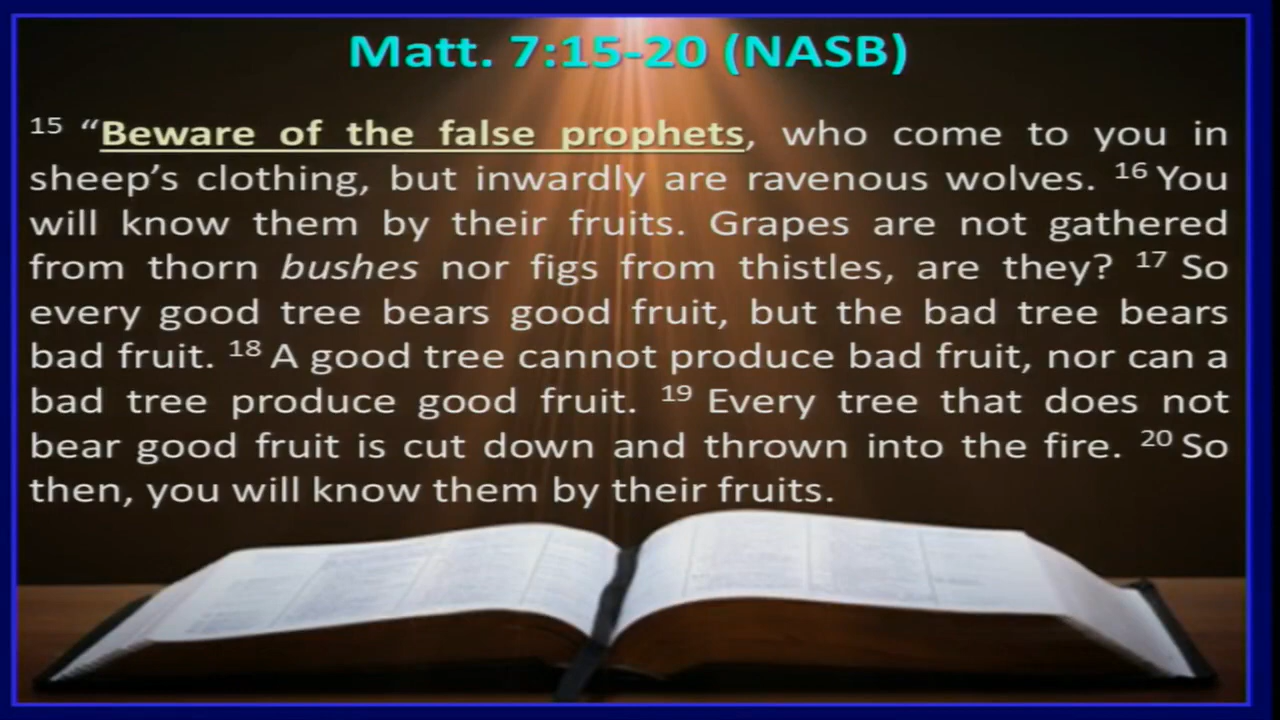 Matt. 7:15-20 (NASB)
15 “Beware of the false prophets, who come to you in
sheep’s clothing, but inwardly are ravenous wolves. 16 You
will know them by their fruits. Grapes are not gathered
from thorn bushes nor figs from thistles, are they? 17 So
every good tree bears good fruit, but the bad tree bears
bad fruit. 18 A good tree cannot produce bad fruit, nor can a
bad tree produce good fruit. 19 Every tree that does not
bear good fruit is cut down and thrown into the fire. 20 So
then, you will know them by their fruits.